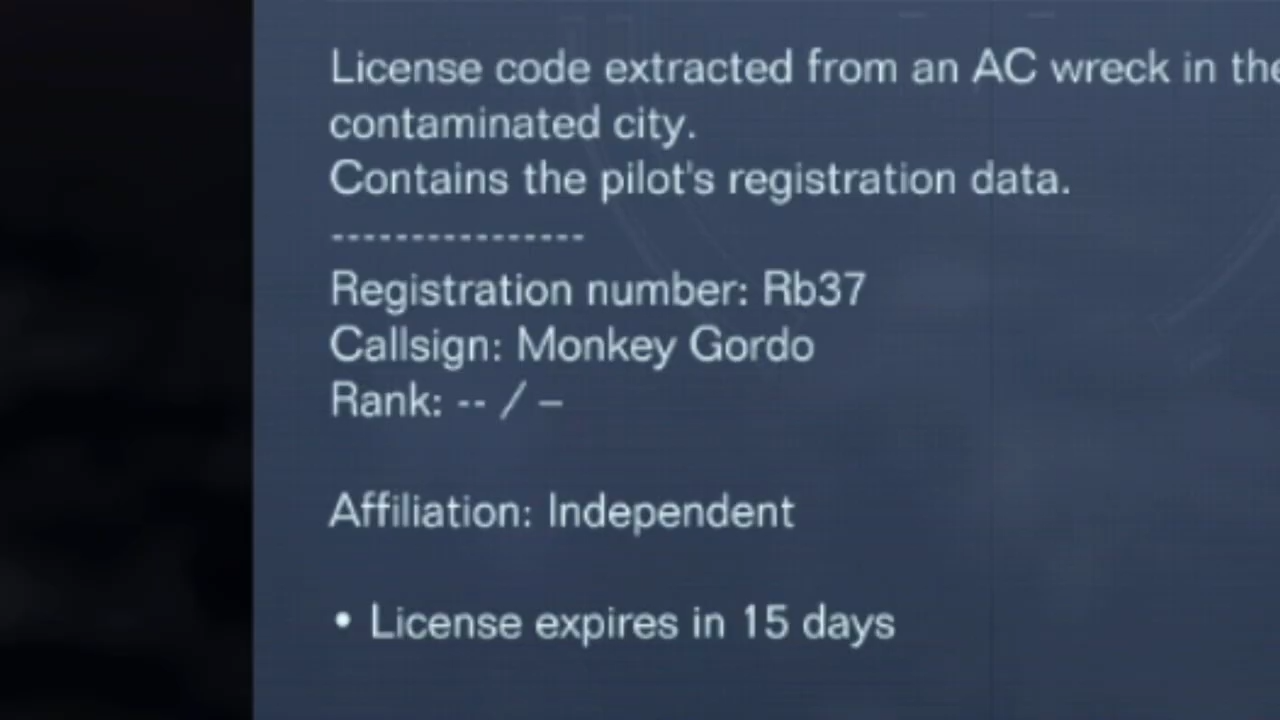 License code extracted from an AC wreck in the
contaminated city.
Contains the pilot's registration data.
----------------
Registration number: Rb37
Callsign: Monkey Gordo
Rank: -- / –
Affiliation: Independent
• License expires in 15 days